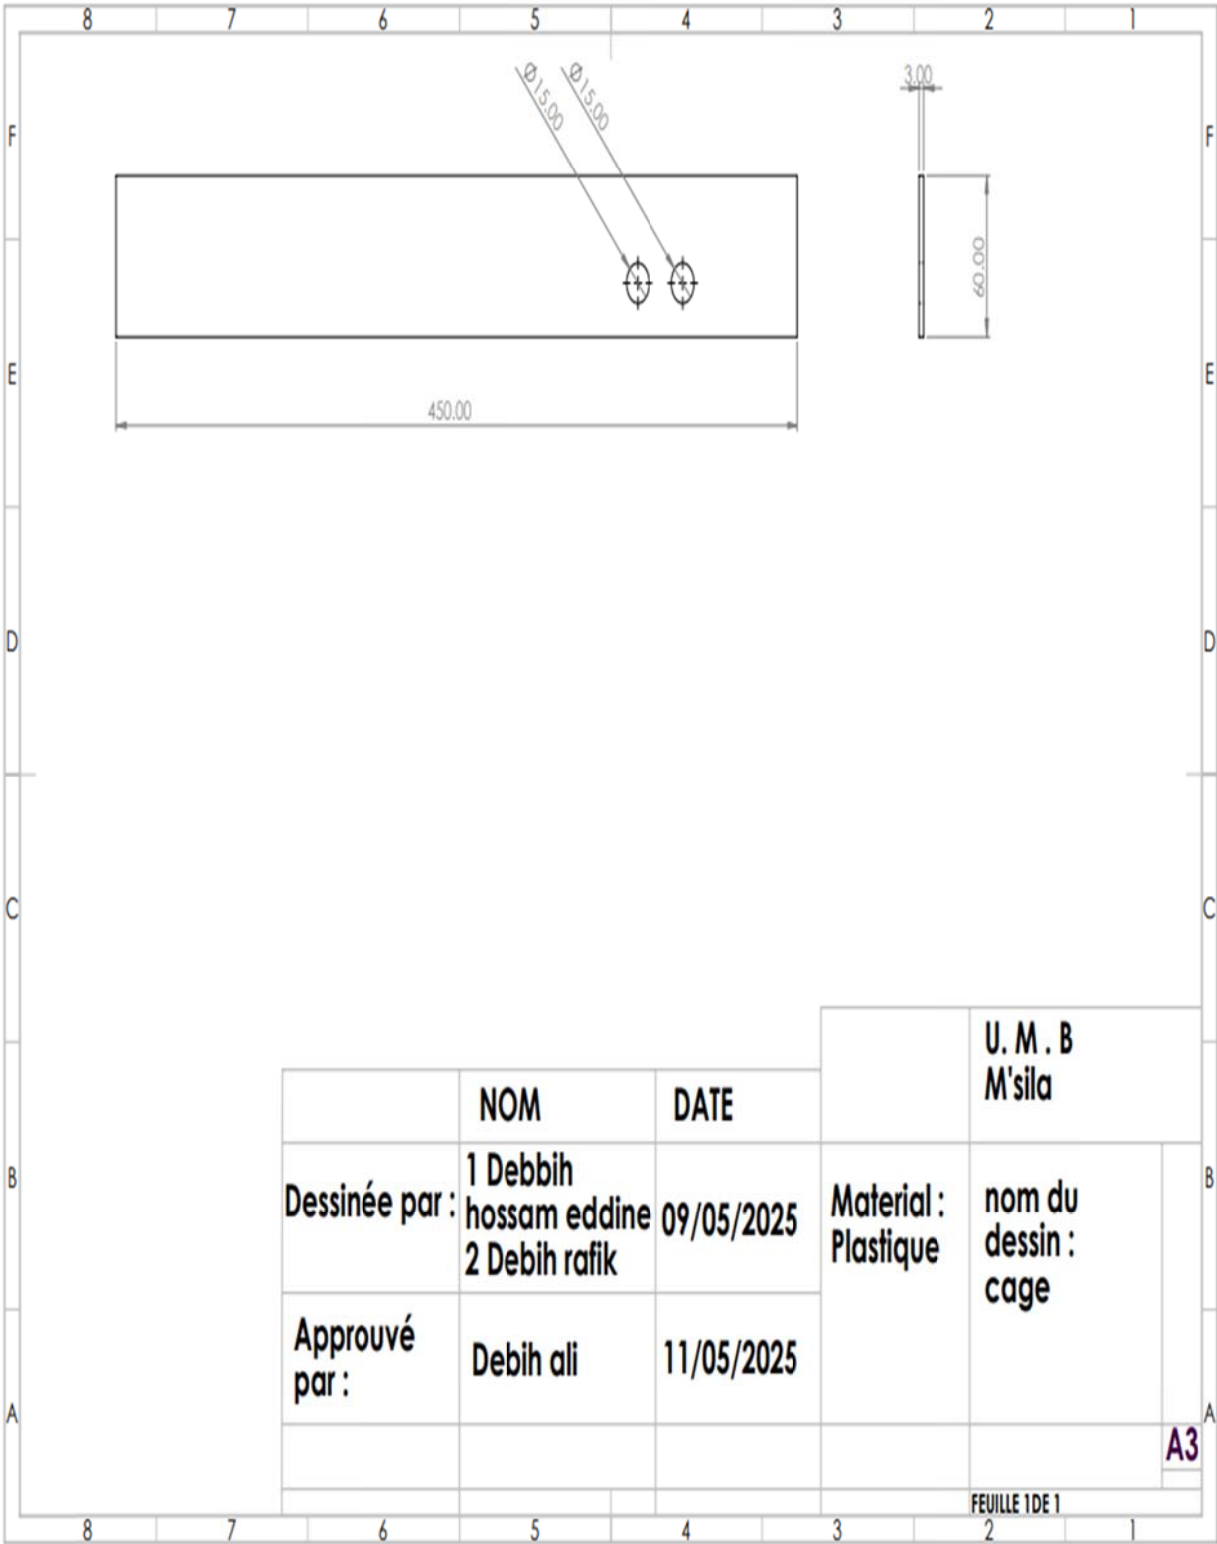 8 7 6 5 4 3 2 1
Ø15.00
Ø15.00
3.00
F F
60.00
E E
450.00
D D
C C
U. M . B
M'sila
NOM DATE
B B
Dessinée par :
1 Debbih
hossam eddine
2 Debih rafik
09/05/2025
Material :
Plastique
nom du
dessin :
cage
Approuvé
par :
Debih ali
11/05/2025
A A
A3
FEUILLE 1DE 1
8 7 6 5 4 3 2 1